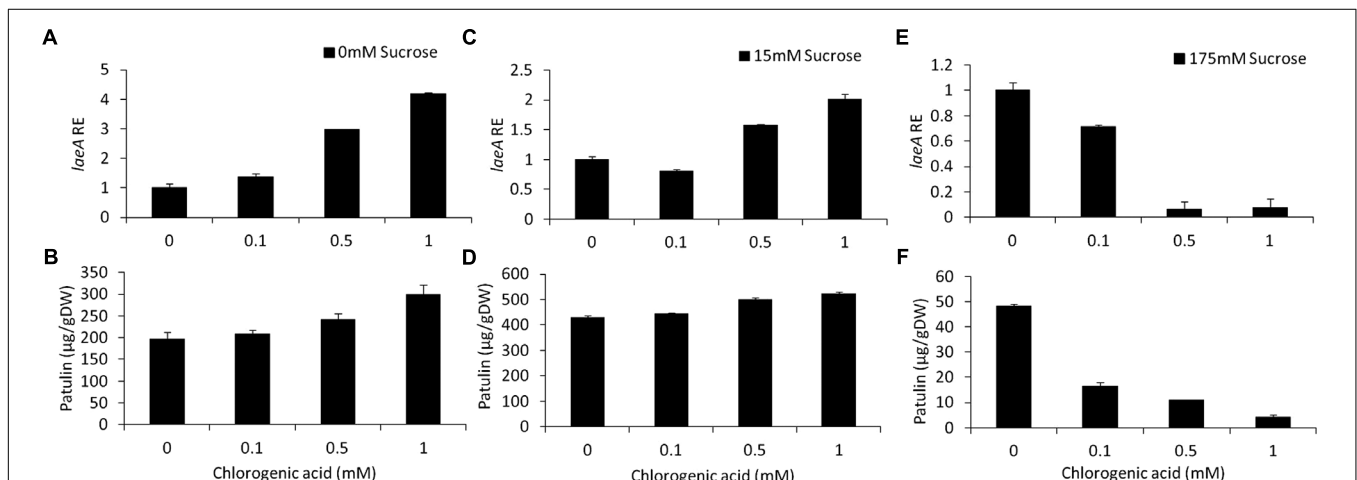 A
0mM Sucrose
laeA RE
5
4
3
2
1
0
0 0.1 0.5 1
B
Patulin (µg/gDW)
350
300
250
200
150
100
50
0
0 0.1 0.5 1
Chlorogenic acid (mM)
C
15mM Sucrose
laeA RE
2.5
2
1.5
1
0.5
0
0 0.1 0.5 1
D
Patulin (µg/gDW)
600
500
400
300
200
100
0
0 0.1 0.5 1
Chlorogenic acid (mM)
E
175mM Sucrose
laeA RE
1.2
1
0.8
0.6
0.4
0.2
0
0 0.1 0.5 1
F
Patulin (µg/gDW)
60
50
40
30
20
10
0
0 0.1 0.5 1
Chlorogenic acid (mM)